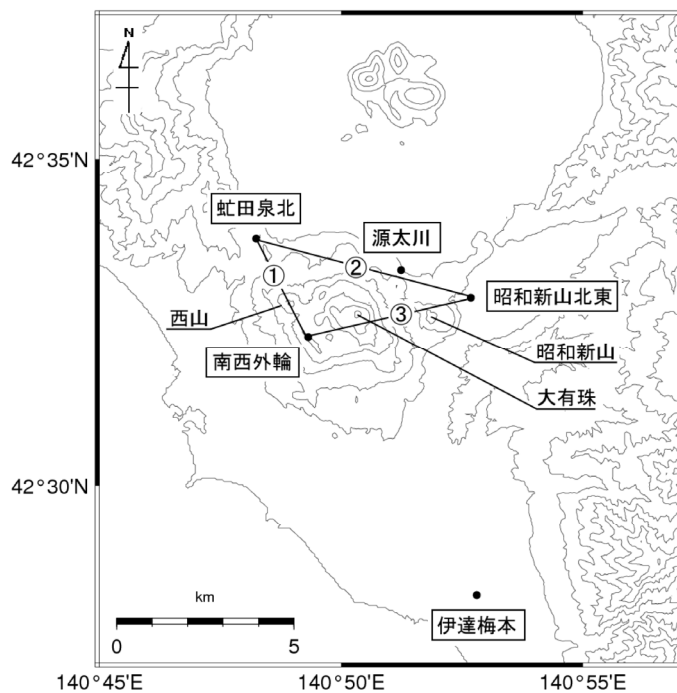 N
42°35'N
虻田泉北
源太川
①
②
昭和新山北東
西山
③
南西外輪
昭和新山
大有珠
42°30'N
km
0
5
伊達梅本
140°45'E
140°50'E
140°55'E